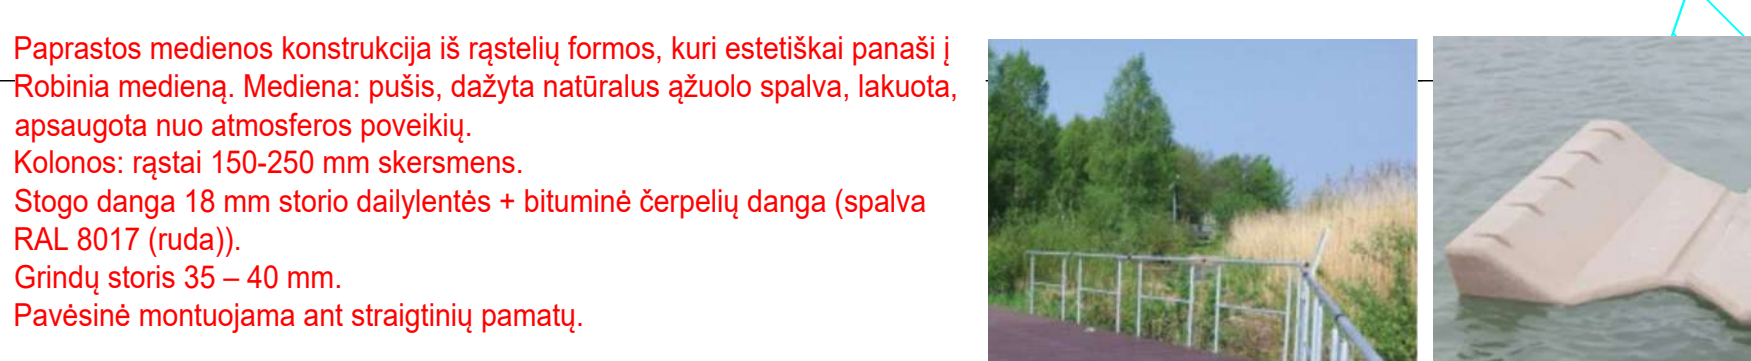 Paprastos medienos konstrukcija iš rąstelių formos, kuri estetiškai panaši į
Robinia medieną. Mediena: pušis, dažyta natūralus ąžuolo spalva, lakuota,
apsaugota nuo atmosferos poveikių.
Kolonos: rąstai 150-250 mm skersmens.
Stogo danga 18 mm storio dailylentės + bituminė čerpelių danga (spalva
RAL 8017 (ruda)).
Grindų storis 35 – 40 mm.
Pavėsinė montuojama ant straigtinių pamatų.